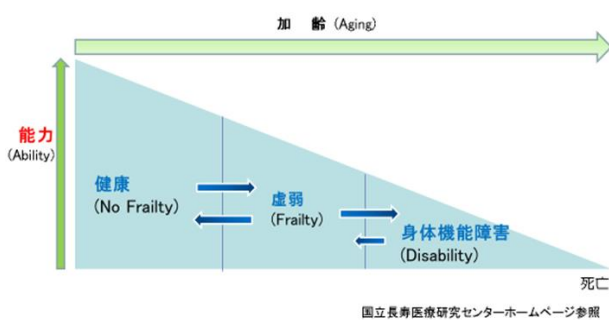 加 齢 (Aging)
能力
(Ability)
健康
(No Frailty)
虚弱
(Frailty)
身体機能障害
(Disability)
死亡
国立長寿医療研究センターホームページ参照